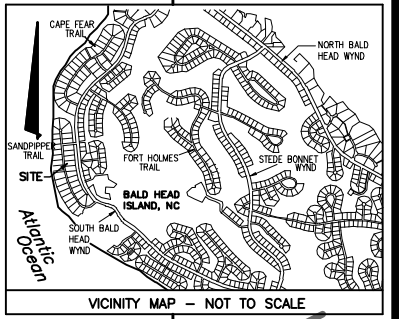 CAPE FEAR
TRAIL
NORTH BALD
HEAD WYND
SANDPIPER
TRAIL
FORT HOLMES
TRAIL
STEDE BONNET
WYND
SITE
BALD HEAD
ISLAND, NC
SOUTH BALD
HEAD
WYND
Atlantic
Ocean
VICINITY MAP – NOT TO SCALE